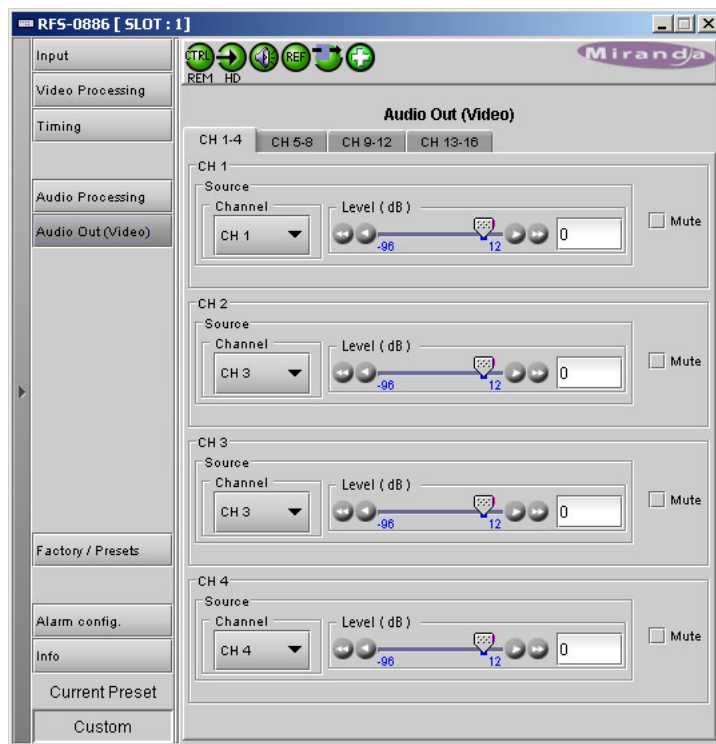 RFS-0886 [ SLOT : 1]
Input
Video Processing
Timing
Audio Processing
Audio Out (Video)
Factory / Presets
Alarm config.
Info
Current Preset
Custom
CTRL
REF
REM HD
Miranda
Audio Out (Video)
CH 1-4 CH 5-8 CH 9-12 CH 13-16
CH 1
Source
Channel
CH 1
Level ( dB )
-96 12
0
Mute
CH 2
Source
Channel
CH 3
Level ( dB )
-96 12
0
Mute
CH 3
Source
Channel
CH 3
Level ( dB )
-96 12
0
Mute
CH 4
Source
Channel
CH 4
Level ( dB )
-96 12
0
Mute